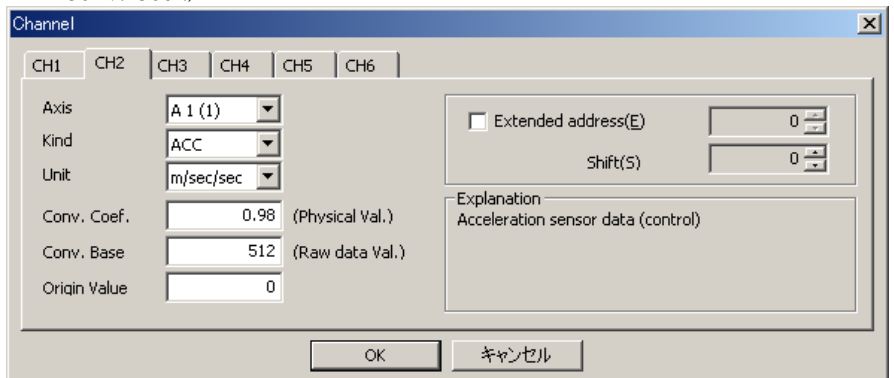 Channel
CH1 CH2 CH3 CH4 CH5 CH6
Axis A 1 (1)
Kind ACC
Unit m/sec/sec
Conv. Coef. 0.98 (Physical Val.)
Conv. Base 512 (Raw data Val.)
Origin Value 0
Extended address(E) 0
Shift(S) 0
Explanation
Acceleration sensor data (control)
OK キャンセル